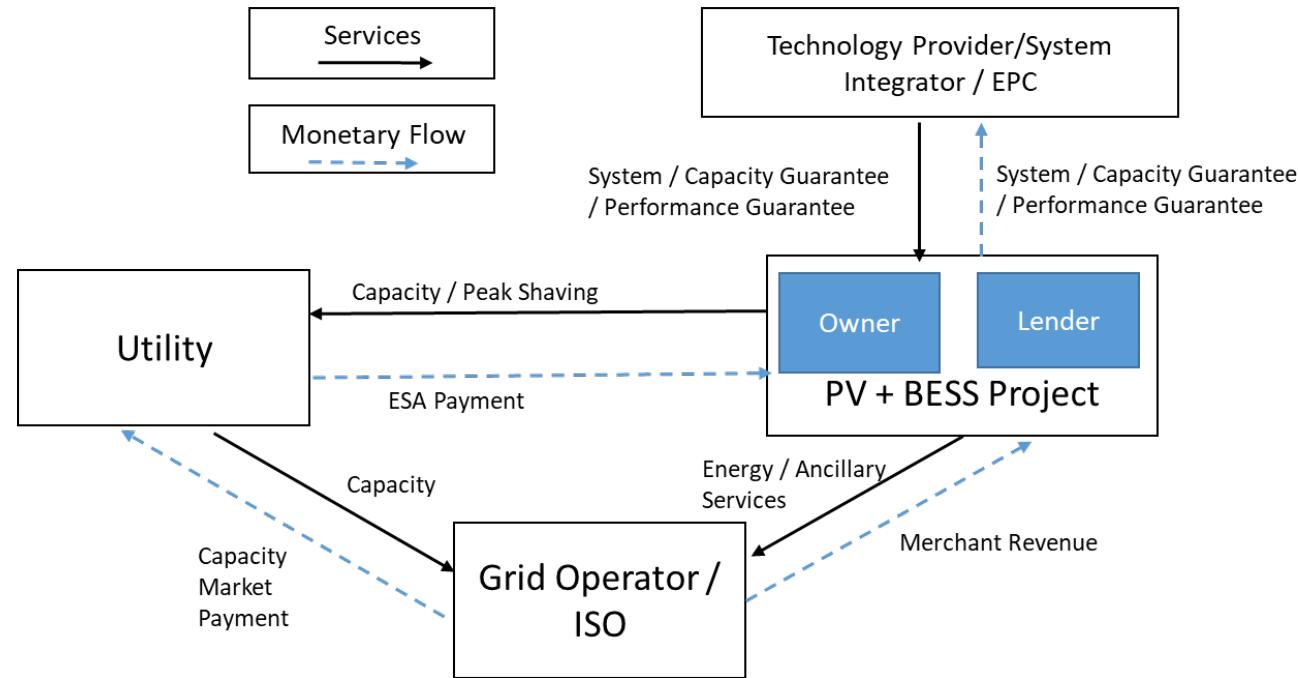 Services
Monetary Flow
Technology Provider/System
Integrator / EPC
System / Capacity Guarantee
/ Performance Guarantee
System / Capacity Guarantee
/ Performance Guarantee
Capacity / Peak Shaving
Utility
ESA Payment
Owner
Lender
PV + BESS Project
Capacity
Energy / Ancillary
Services
Capacity
Market
Payment
Merchant Revenue
Grid Operator /
ISO